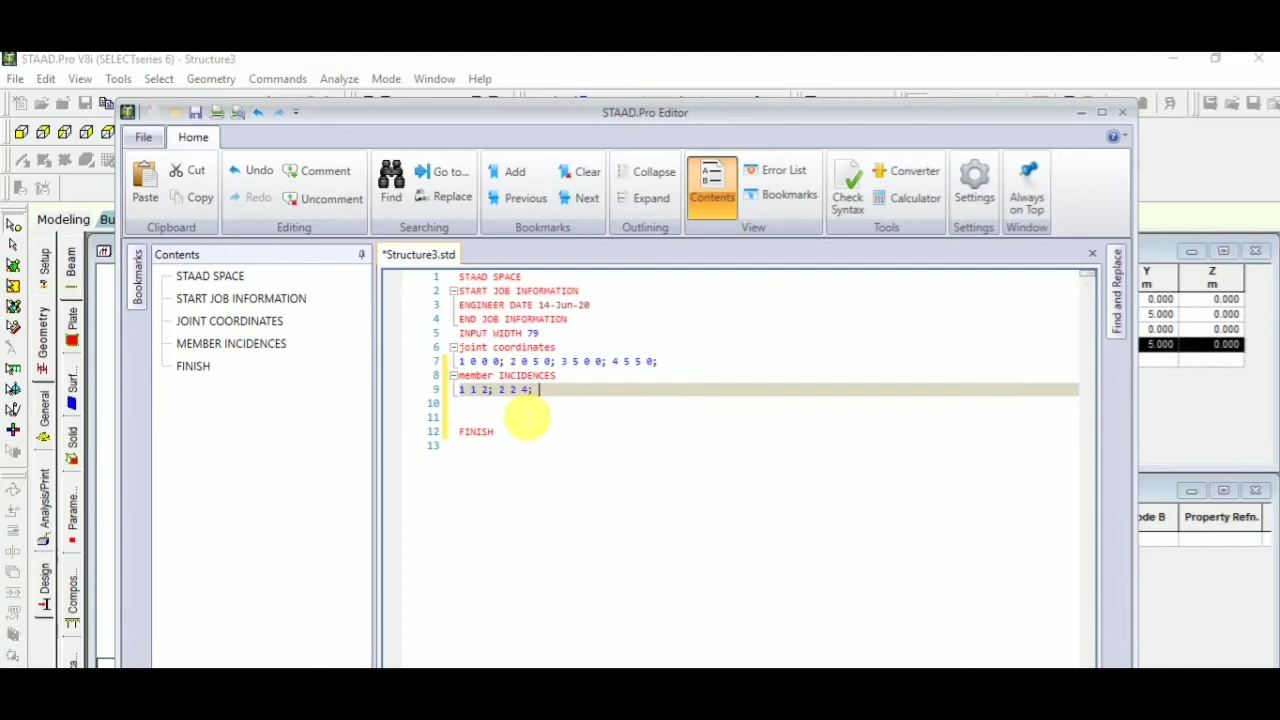 STAAD.Pro V8i (SELECTseries 6) - Structure3
File Edit View Tools Select Geometry Commands Analyze Mode Window Help
STAAD.Pro Editor
File Home
Paste Cut Copy Clipboard
Undo Redo Comment Uncomment Editing
Find Go to... Replace Searching
Add Previous Clear Next Bookmarks
Collapse Expand Outlining
A B
Contents Error List Bookmarks View
Check Syntax Converter Calculator Tools
Settings Settings
Always on Top Window
Modeling Bu
Setup
Geometry
General
Analysis/Print
Design
Beam
Plate
Surf...
Solid
Parame...
Compos...
Bookmarks
Contents
STAAD SPACE
START JOB INFORMATION
JOINT COORDINATES
MEMBER INCIDENCES
FINISH
*Structure3.std
1 STAAD SPACE
2 START JOB INFORMATION
3 ENGINEER DATE 14-Jun-20
4 END JOB INFORMATION
5 INPUT WIDTH 79
6 joint coordinates
7 1 0 0 0; 2 0 5 0; 3 5 0 0; 4 5 5 0;
8 member INCIDENCES
9 1 1 2; 2 2 4;
10
11
12 FINISH
13
Find and Replace
Y Z
m m
0.000 0.000
5.000 0.000
0.000 0.000
5.000 0.000
ode B Property Refn.